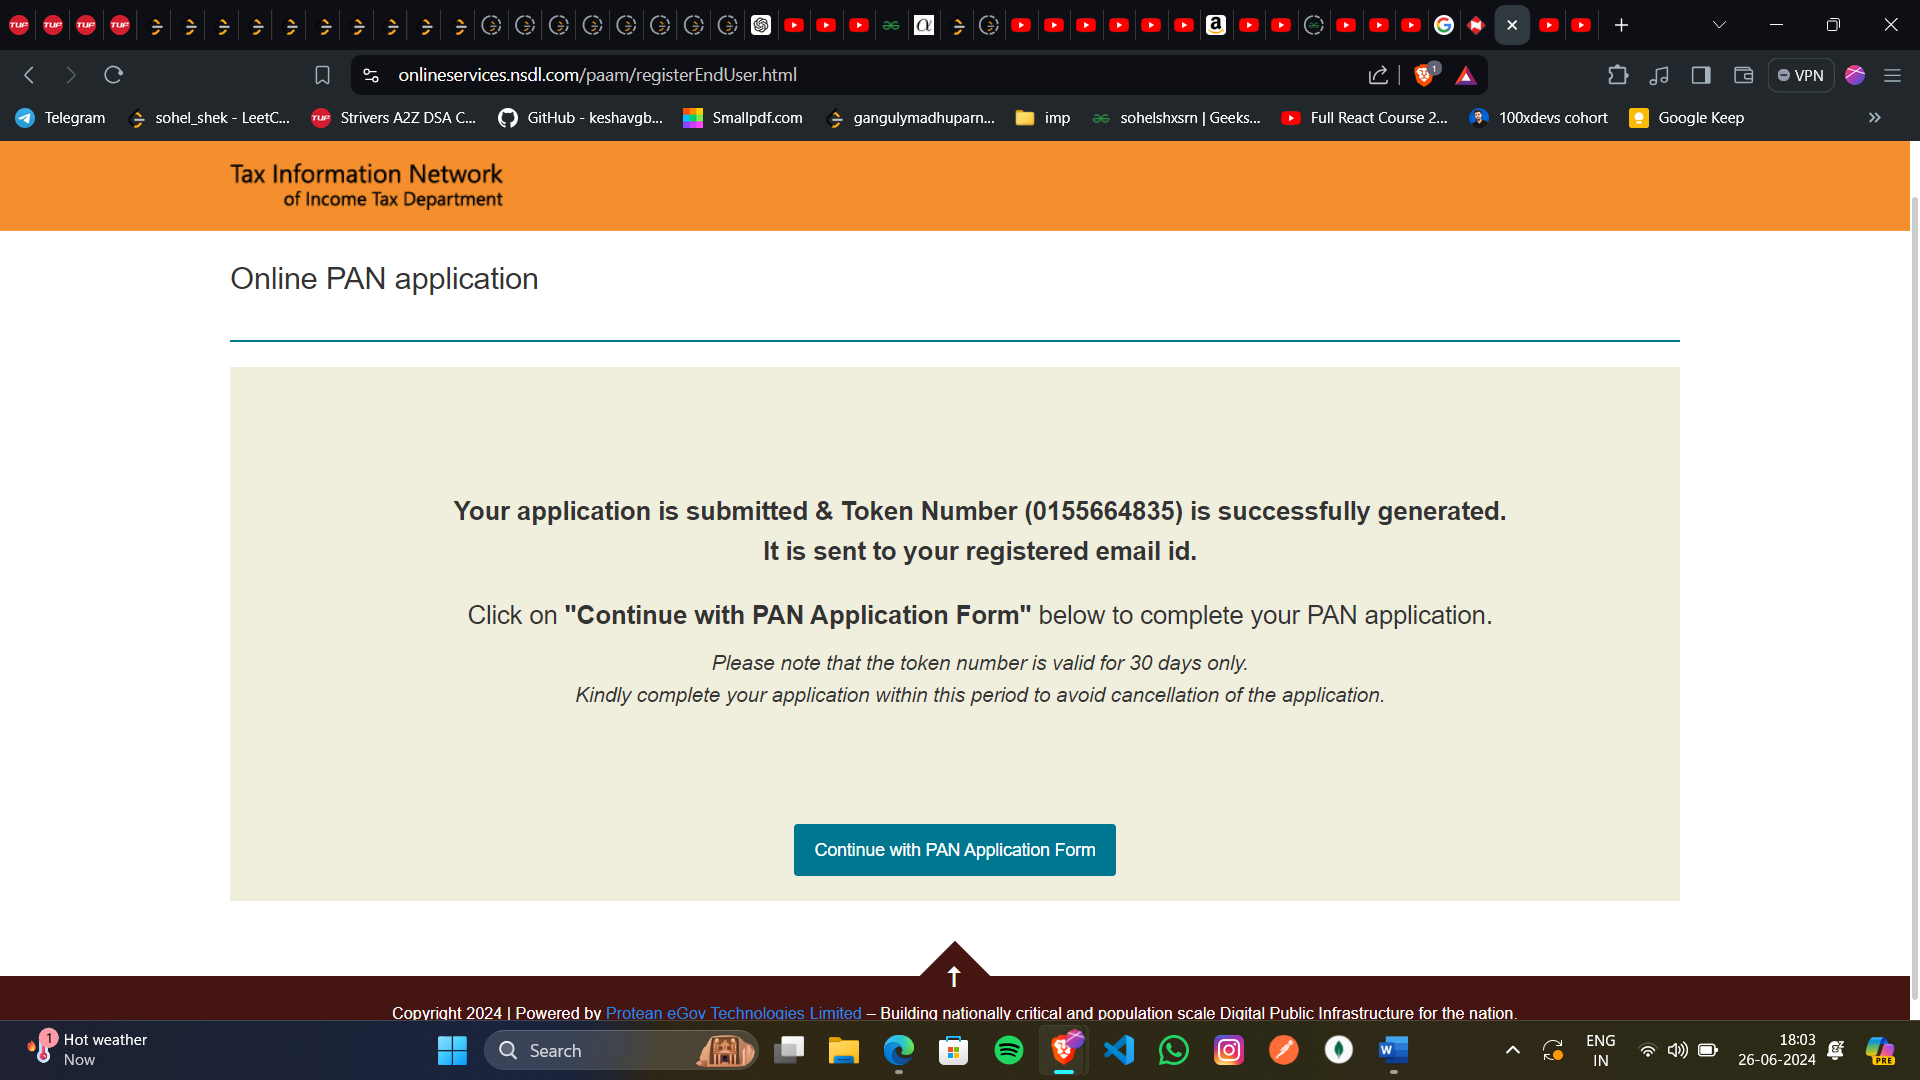 onlineservices.nsdl.com/paam/registerEndUser.html
1
VPN
Telegram
sohel_shek - LeetC...
Strivers A2Z DSA C...
GitHub - keshavgb...
Smallpdf.com
gangulymadhuparn...
imp
sohelshxsrn | Geeks...
Full React Course 2...
100xdevs cohort
Google Keep
Tax Information Network
of Income Tax Department
Online PAN application
Your application is submitted & Token Number (0155664835) is successfully generated.
It is sent to your registered email id.
Click on "Continue with PAN Application Form" below to complete your PAN application.
Please note that the token number is valid for 30 days only.
Kindly complete your application within this period to avoid cancellation of the application.
Continue with PAN Application Form
Copyright 2024 | Powered by Protean eGov Technologies Limited – Building nationally critical and population scale Digital Public Infrastructure for the nation.
1
Hot weather
Now
Search
ENG
IN
18:03
26-06-2024
PRE